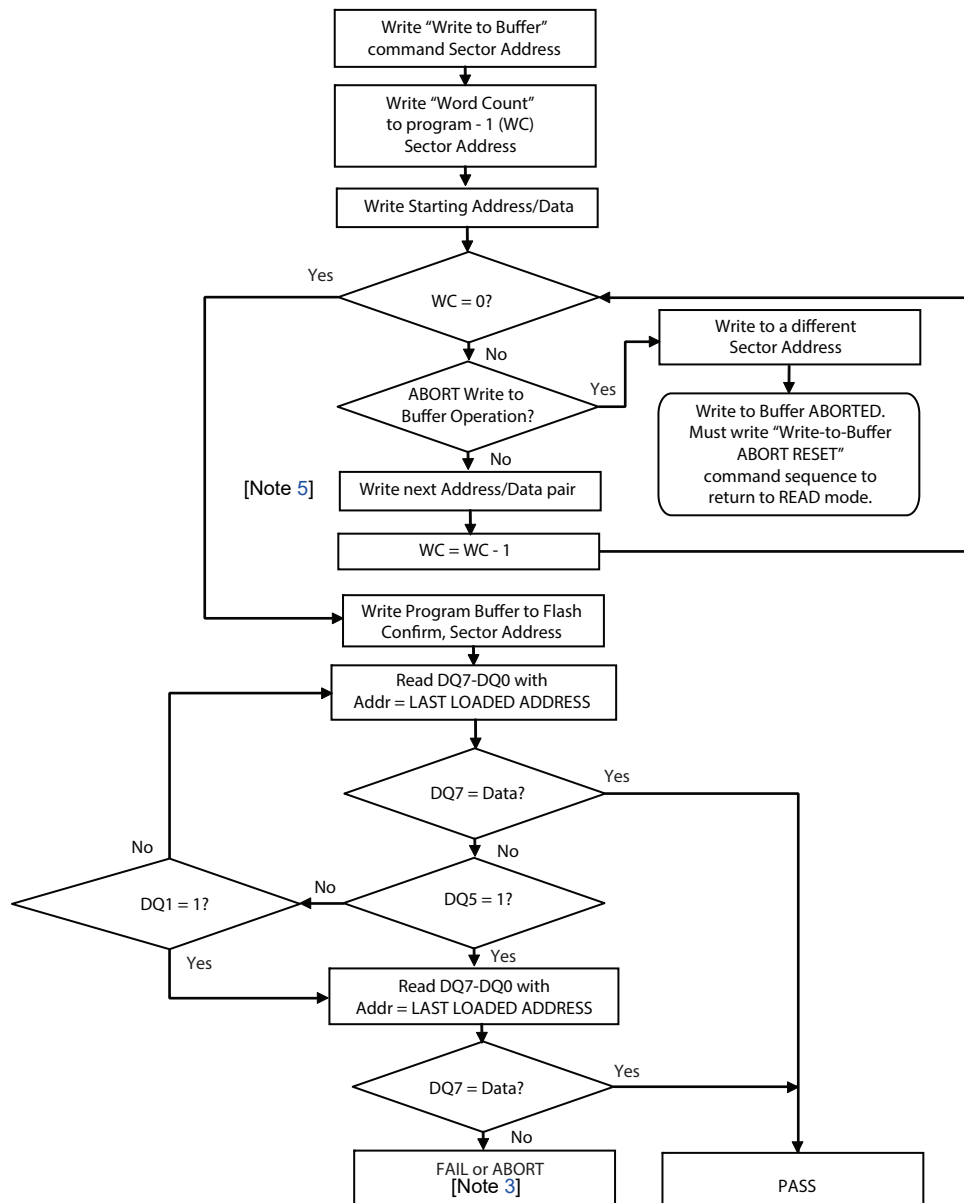 Write “Write to Buffer”
command Sector Address
Write “Word Count”
to program - 1 (WC)
Sector Address
Write Starting Address/Data
Yes
WC = 0?
No
Write to a different
Sector Address
ABORT Write to
Buffer Operation?
Yes
No
Write to Buffer ABORTED.
Must write “Write-to-Buffer
ABORT RESET”
command sequence to
return to READ mode.
[Note 5]
Write next Address/Data pair
WC = WC - 1
Write Program Buffer to Flash
Confirm, Sector Address
Read DQ7-DQ0 with
Addr = LAST LOADED ADDRESS
DQ7 = Data?
Yes
No
No
DQ1 = 1?
No
DQ5 = 1?
Yes
Yes
Read DQ7-DQ0 with
Addr = LAST LOADED ADDRESS
DQ7 = Data?
Yes
No
FAIL or ABORT
[Note 3]
PASS